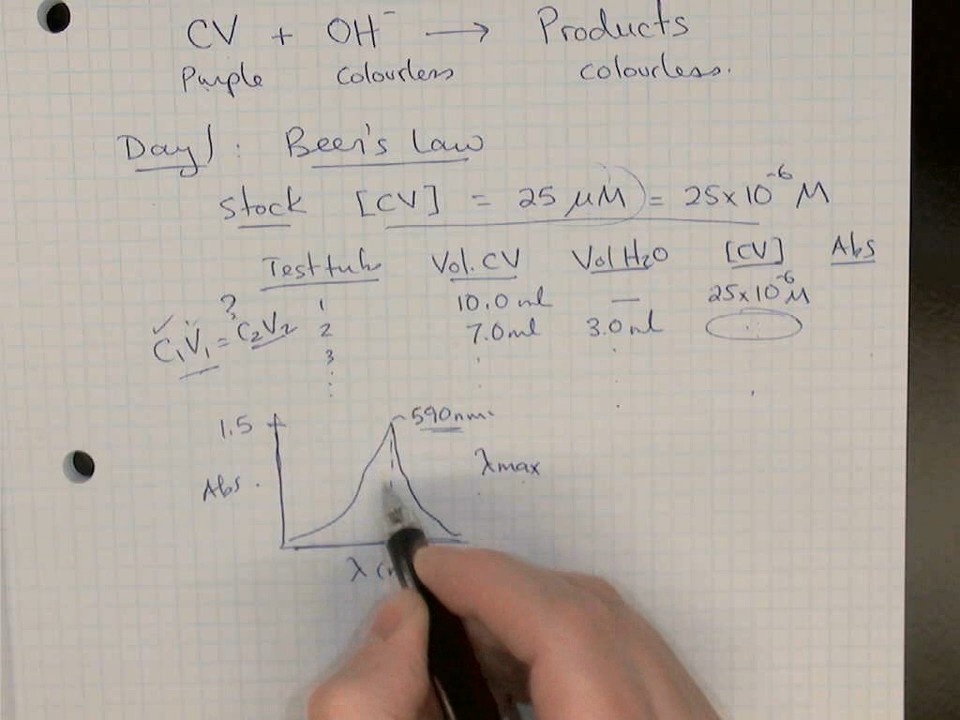 CV + OH⁻ → Products
Purple Colourless colourless.
Day 1: Beer's Law
Stock [CV] = 25 μM = 25x10⁻⁶ M
Test tube Vol. CV Vol H₂O [CV] Abs
? 1 10.0 ml — 25x10⁻⁶ M
✓ C₁V₁ = C₂V₂ 2 7.0 ml 3.0 ml
3
1.5 590nm
Abs. λmax
λ